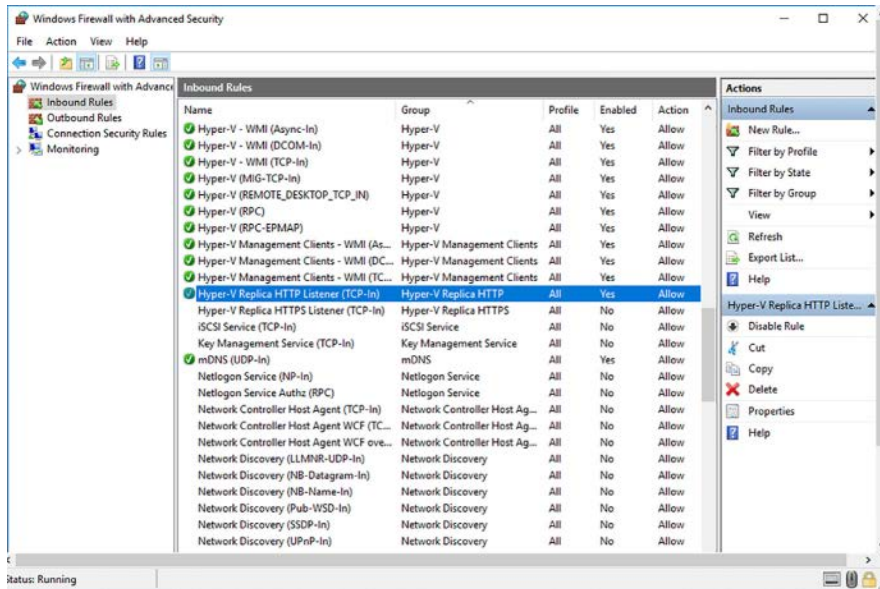 Windows Firewall with Advanced Security
File Action View Help
Windows Firewall with Advance
Inbound Rules
Outbound Rules
Connection Security Rules
Monitoring
Inbound Rules
Name Group Profile Enabled Action
Hyper-V - WMI (Async-In) Hyper-V All Yes Allow
Hyper-V - WMI (DCOM-In) Hyper-V All Yes Allow
Hyper-V - WMI (TCP-In) Hyper-V All Yes Allow
Hyper-V (MIG-TCP-In) Hyper-V All Yes Allow
Hyper-V (REMOTE_DESKTOP_TCP_IN) Hyper-V All Yes Allow
Hyper-V (RPC) Hyper-V All Yes Allow
Hyper-V (RPC-EPMAP) Hyper-V All Yes Allow
Hyper-V Management Clients - WMI (As... Hyper-V Management Clients All Yes Allow
Hyper-V Management Clients - WMI (DC... Hyper-V Management Clients All Yes Allow
Hyper-V Management Clients - WMI (TC... Hyper-V Management Clients All Yes Allow
Hyper-V Replica HTTP Listener (TCP-In) Hyper-V Replica HTTP All Yes Allow
Hyper-V Replica HTTPS Listener (TCP-In) Hyper-V Replica HTTPS All No Allow
iSCSI Service (TCP-In) iSCSI Service All No Allow
Key Management Service (TCP-In) Key Management Service All No Allow
mDNS (UDP-In) mDNS All Yes Allow
Netlogon Service (NP-In) Netlogon Service All No Allow
Netlogon Service Authz (RPC) Netlogon Service All No Allow
Network Controller Host Agent (TCP-In) Network Controller Host Ag... All No Allow
Network Controller Host Agent WCF (TC... Network Controller Host Ag... All No Allow
Network Controller Host Agent WCF ove... Network Controller Host Ag... All No Allow
Network Discovery (LLMNR-UDP-In) Network Discovery All No Allow
Network Discovery (NB-Datagram-In) Network Discovery All No Allow
Network Discovery (NB-Name-In) Network Discovery All No Allow
Network Discovery (Pub-WSD-In) Network Discovery All No Allow
Network Discovery (SSDP-In) Network Discovery All No Allow
Network Discovery (UPnP-In) Network Discovery All No Allow
Actions
Inbound Rules
New Rule...
Filter by Profile
Filter by State
Filter by Group
View
Refresh
Export List...
Help
Hyper-V Replica HTTP Liste...
Disable Rule
Cut
Copy
Delete
Properties
Help
Status: Running